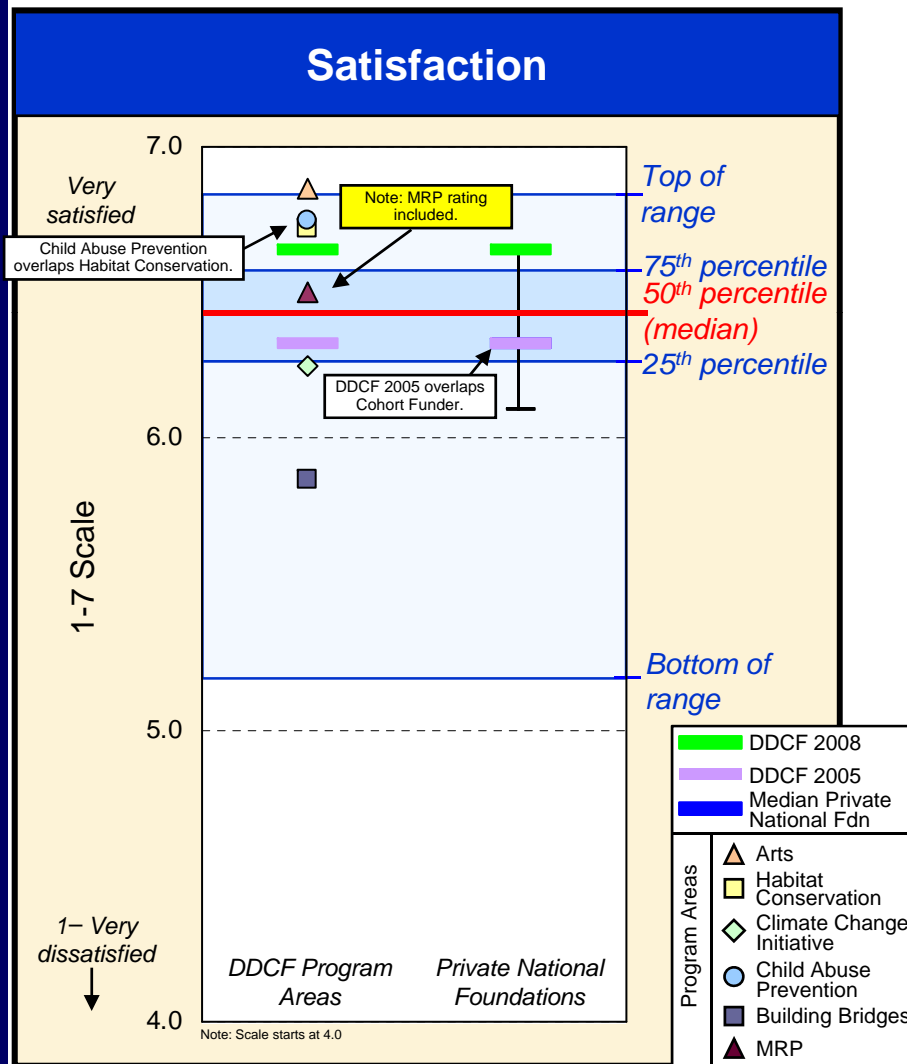 Satisfaction
7.0
Very
satisfied
Note: MRP rating
included.
Top of
range
Child Abuse Prevention
overlaps Habitat Conservation.
75th percentile
50th percentile
(median)
25th percentile
DDCF 2005 overlaps
Cohort Funder.
6.0
1-7 Scale
Bottom of
range
5.0
1– Very
dissatisfied
DDCF Program
Areas
Private National
Foundations
4.0
Note: Scale starts at 4.0
DDCF 2008
DDCF 2005
Median Private
National Fdn
Program Areas
Arts
Habitat
Conservation
Climate Change
Initiative
Child Abuse
Prevention
Building Bridges
MRP